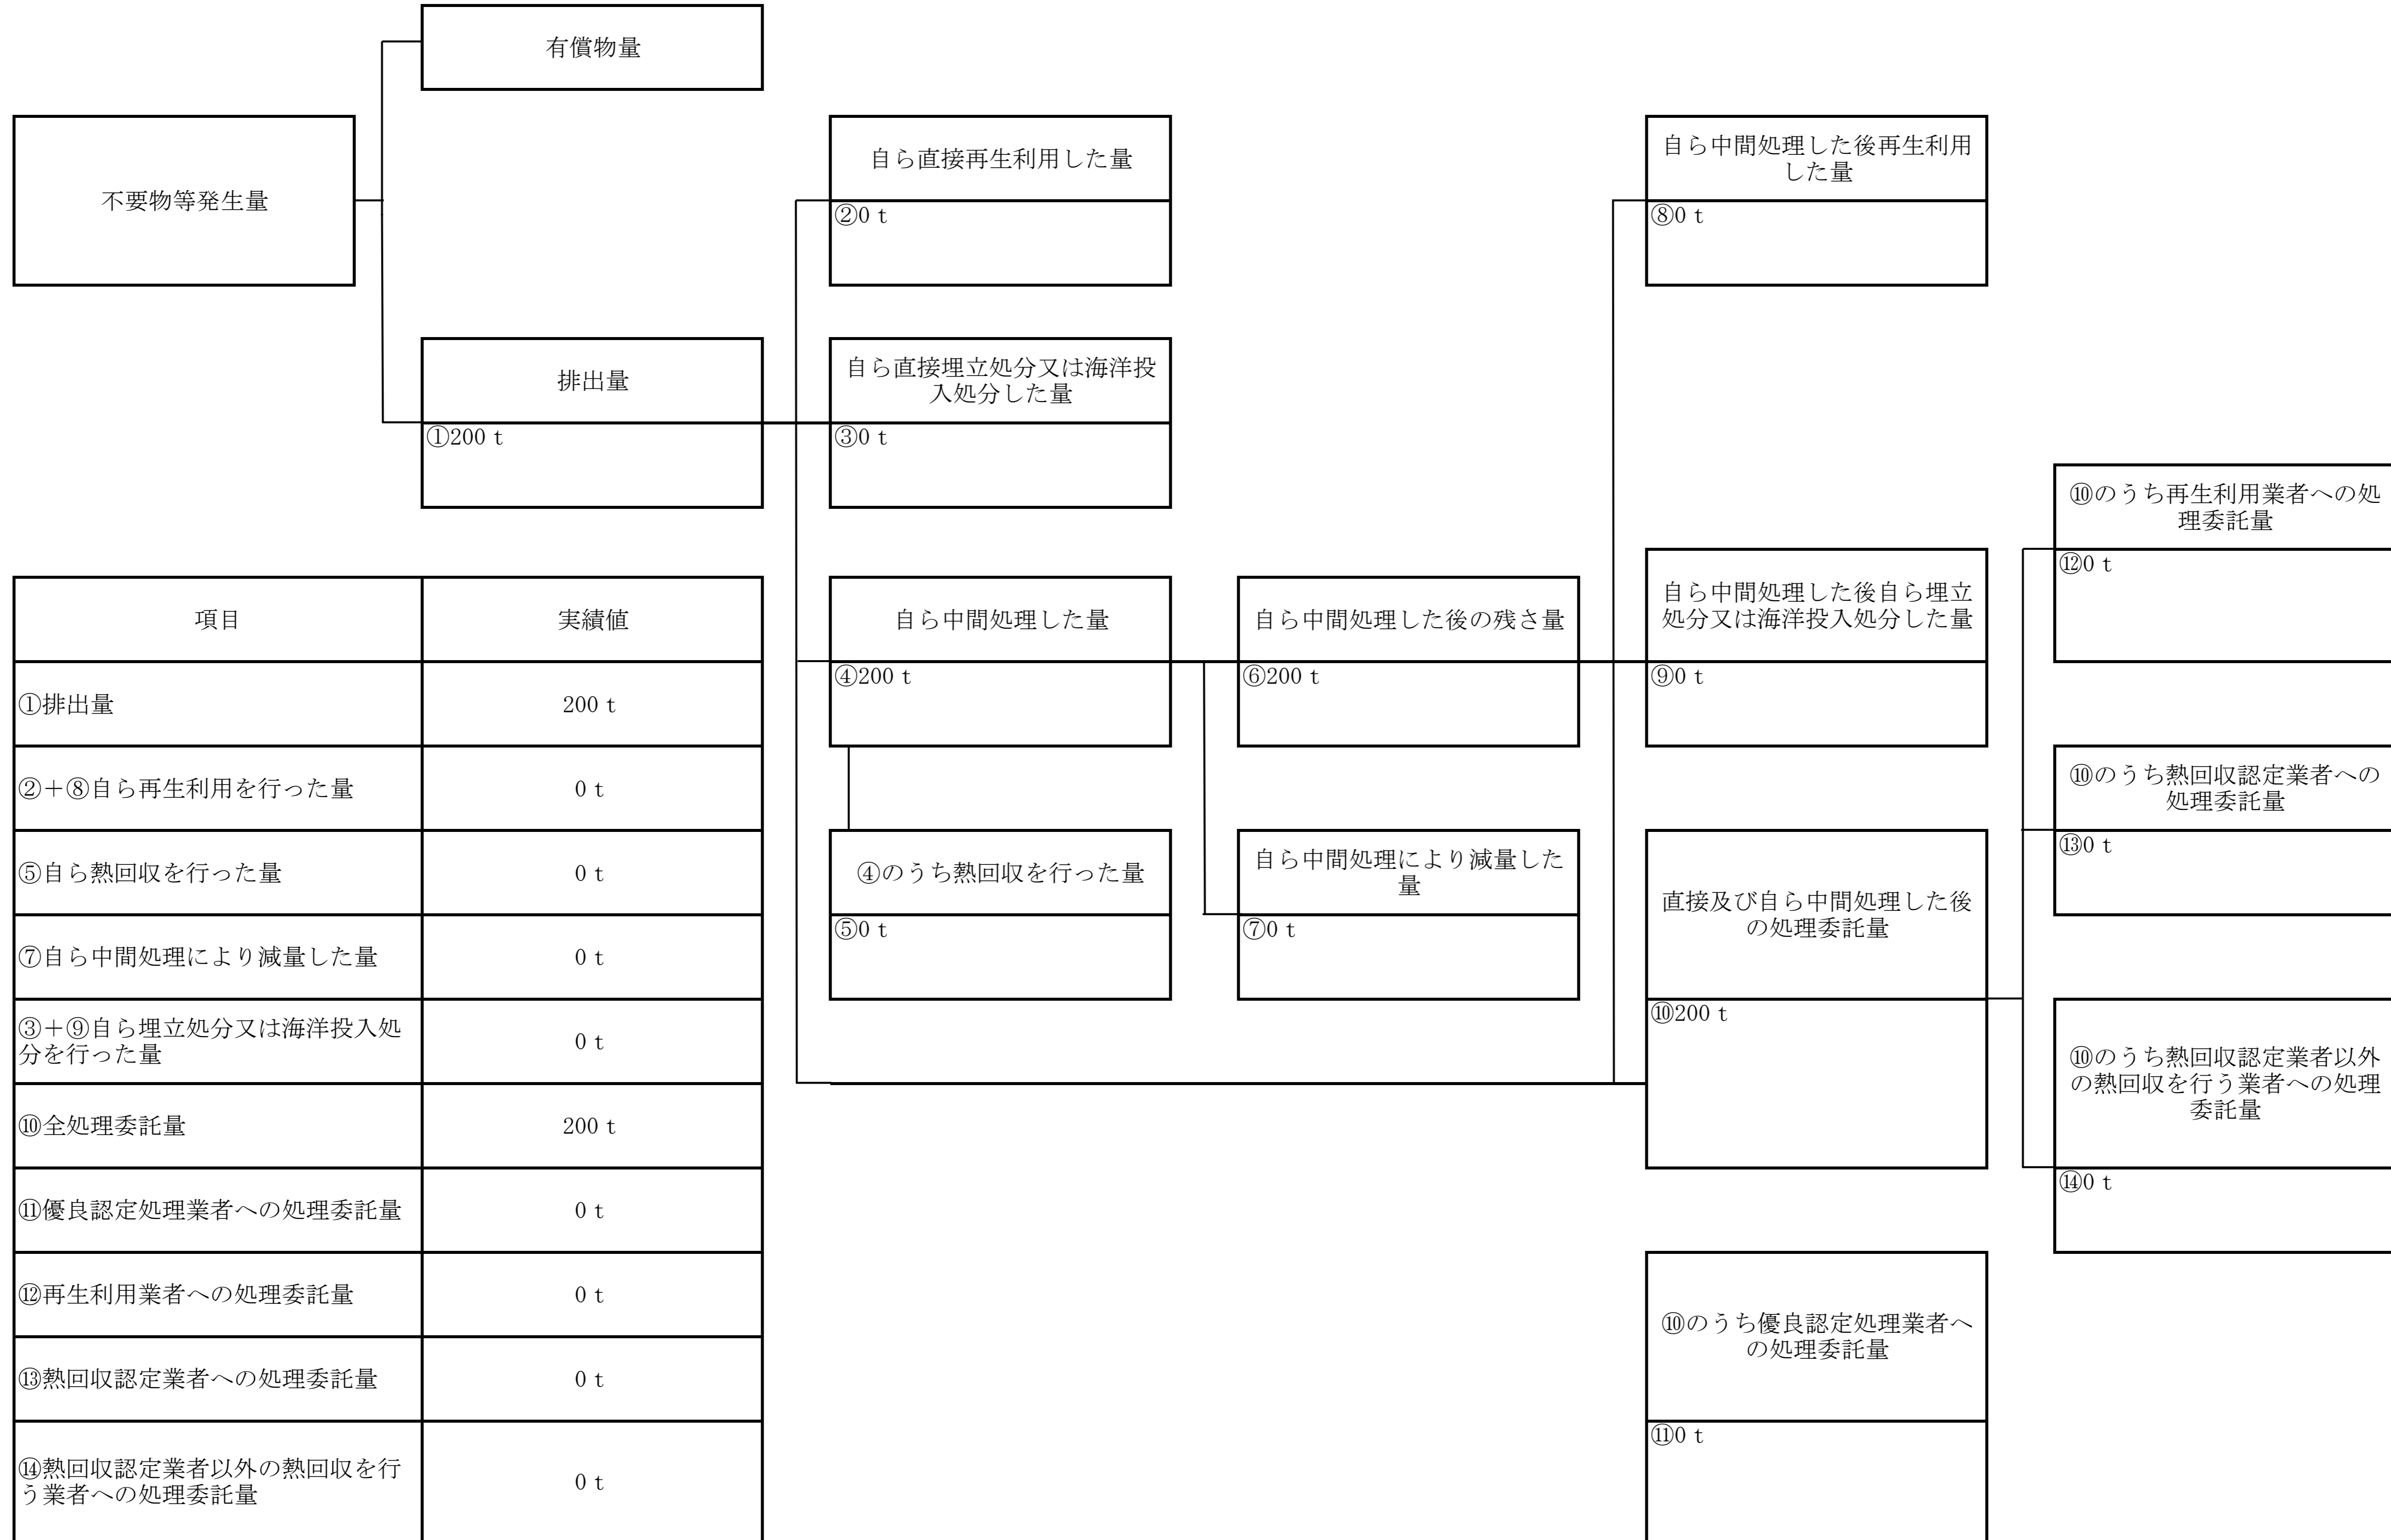 有償物量
不要物等発生量
自ら直接再生利用した量
②0 t
自ら中間処理した後再生利用
した量
⑧0 t
排出量
①200 t
自ら直接埋立処分又は海洋投
入処分した量
③0 t
⑩のうち再生利用業者への処
理委託量
⑫0 t
自ら中間処理した量
④200 t
自ら中間処理した後の残さ量
⑥200 t
自ら中間処理した後自ら埋立
処分又は海洋投入処分した量
⑨0 t
⑩のうち熱回収認定業者への
処理委託量
⑬0 t
④のうち熱回収を行った量
⑤0 t
自ら中間処理により減量した
量
⑦0 t
直接及び自ら中間処理した後
の処理委託量
⑩200 t
⑩のうち熱回収認定業者以外
の熱回収を行う業者への処理
委託量
⑭0 t
⑩のうち優良認定処理業者へ
の処理委託量
⑪0 t
項目 実績値
①排出量 200 t
②+⑧自ら再生利用を行った量 0 t
⑤自ら熱回収を行った量 0 t
⑦自ら中間処理により減量した量 0 t
③+⑨自ら埋立処分又は海洋投入処
分を行った量 0 t
⑩全処理委託量 200 t
⑪優良認定処理業者への処理委託量 0 t
⑫再生利用業者への処理委託量 0 t
⑬熱回収認定業者への処理委託量 0 t
⑭熱回収認定業者以外の熱回収を行
う業者への処理委託量 0 t